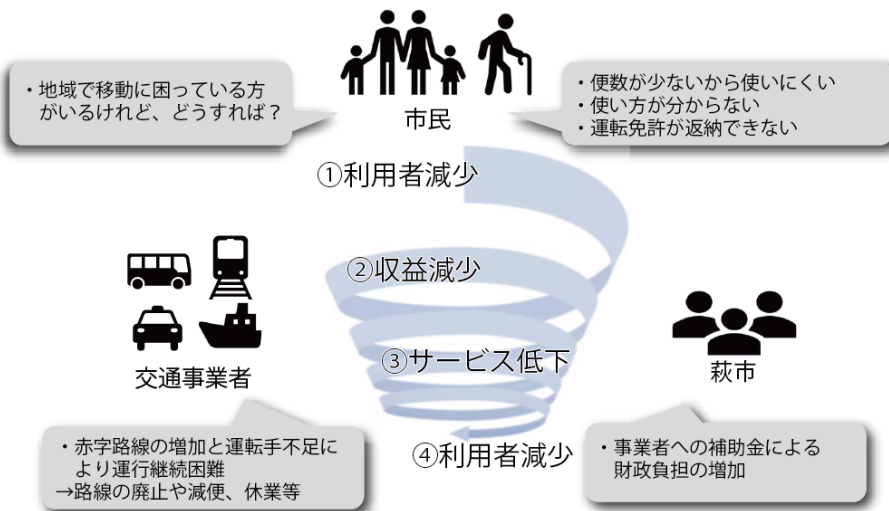 ・地域で移動に困っている方
がいるけれど、どうすれば？
・便数が少ないから使いにくい
・使い方が分からない
・運転免許が返納できない
市民
①利用者減少
②収益減少
③サービス低下
④利用者減少
交通事業者
萩市
・赤字路線の増加と運転手不足に
より運行継続困難
→路線の廃止や減便、休業等
・事業者への補助金による
財政負担の増加